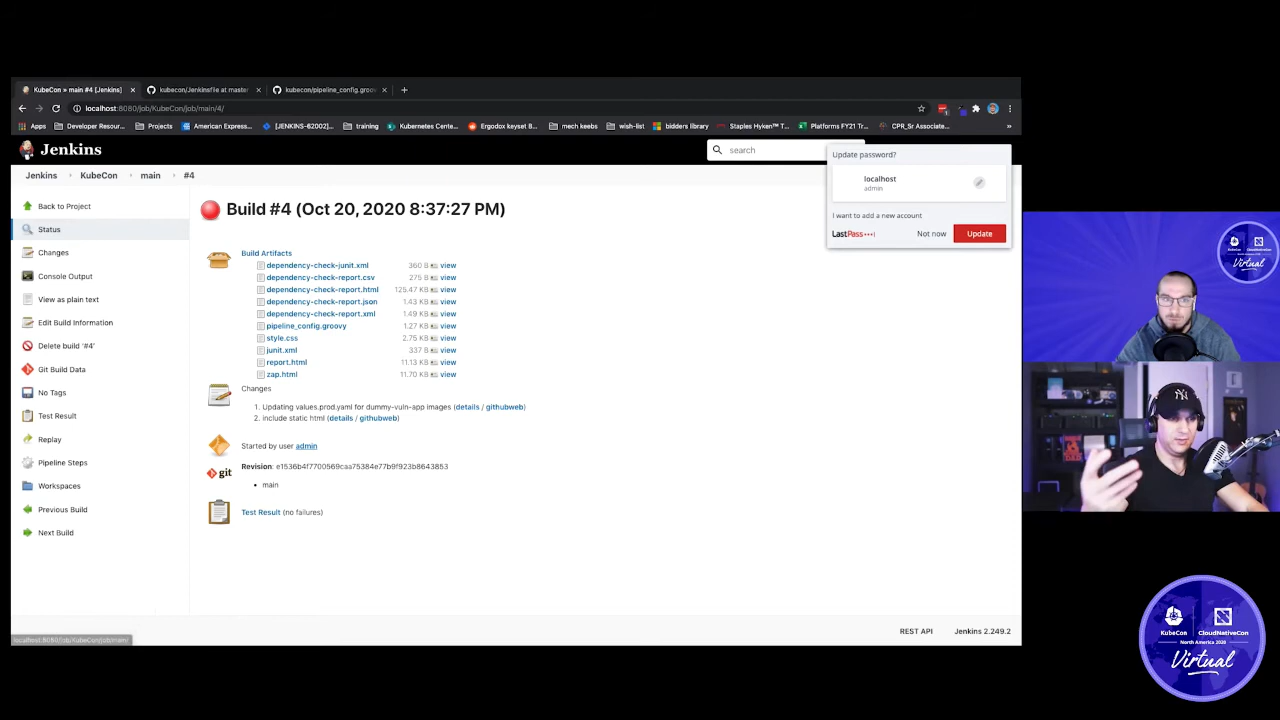 KubeCon » main #4 [Jenkins]
kubecon/Jenkinsfile at master
kubecon/pipeline_config.groov
localhost:8080/job/KubeCon/job/main/4/
Apps
Developer Resour...
Projects
American Express...
[JENKINS-62002]...
training
Kubernetes Cente...
Ergodox keyset B...
mech keebs
wish-list
bidders library
Staples Hyken™ T...
Platforms FY21 Tr...
CPR_Sr Associate...
»
Jenkins
search
Jenkins
KubeCon
main
#4
Back to Project
Status
Changes
Console Output
View as plain text
Edit Build Information
Delete build '#4'
Git Build Data
No Tags
Test Result
Replay
Pipeline Steps
Workspaces
Previous Build
Next Build
Build #4 (Oct 20, 2020 8:37:27 PM)
Build Artifacts
dependency-check-junit.xml 360 B view
dependency-check-report.csv 275 B view
dependency-check-report.html 125.47 KB view
dependency-check-report.json 1.43 KB view
dependency-check-report.xml 1.49 KB view
pipeline_config.groovy 1.27 KB view
style.css 2.75 KB view
junit.xml 337 B view
report.html 11.13 KB view
zap.html 11.70 KB view
Changes
1. Updating values.prod.yaml for dummy-vuln-app images (details / githubweb)
2. include static html (details / githubweb)
Started by user admin
git
Revision: e1536b4f7700569caa75384e77b9f923b8643853
main
Test Result (no failures)
Update password?
localhost
admin
I want to add a new account
LastPass
Not now
Update
REST API
Jenkins 2.249.2
localhost:8080/job/KubeCon/job/main/
Virtual
KubeCon
CloudNativeCon
North America 2020
Virtual